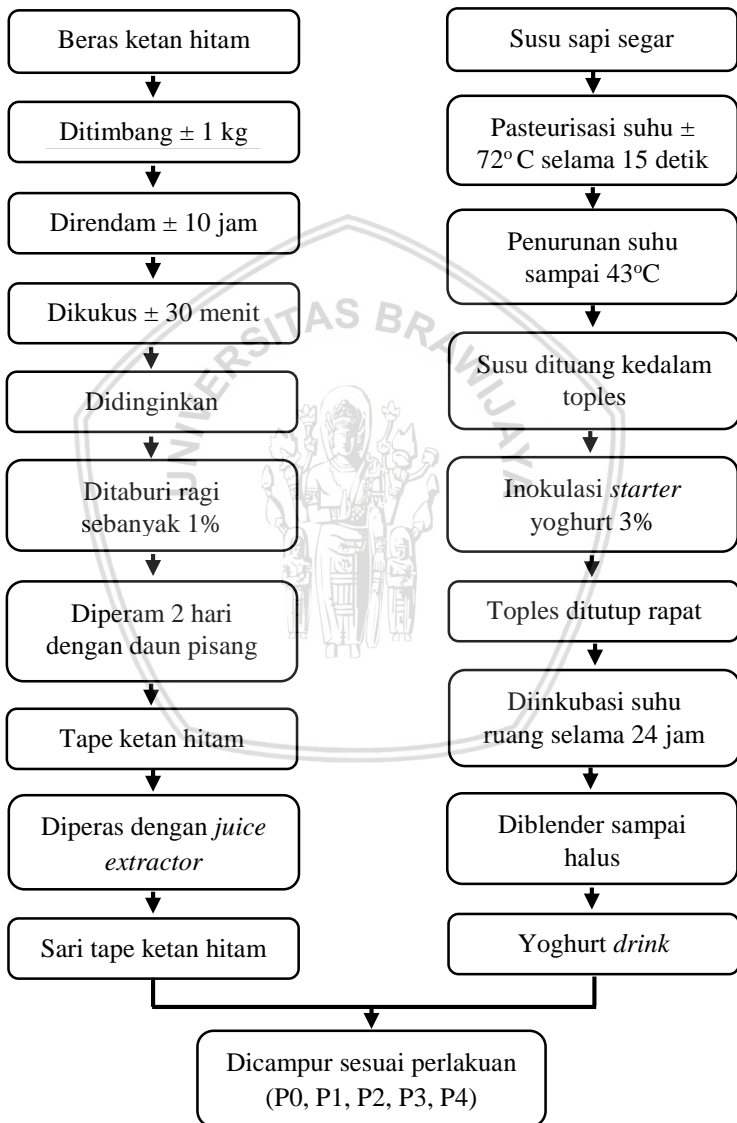 Beras ketan hitam
Ditimbang ± 1 kg
Direndam ± 10 jam
Dikukus ± 30 menit
Didinginkan
Ditaburi ragi
sebanyak 1%
Diperam 2 hari
dengan daun pisang
Tape ketan hitam
Diperas dengan juice
extractor
Sari tape ketan hitam
Susu sapi segar
Pasteurisasi suhu ±
72° C selama 15 detik
Penurunan suhu
sampai 43°C
Susu dituang kedalam
toples
Inokulasi starter
yoghurt 3%
Toples ditutup rapat
Diinkubasi suhu
ruang selama 24 jam
Diblender sampai
halus
Yoghurt drink
Dicampur sesuai perlakuan
(P0, P1, P2, P3, P4)
UNIVERSITAS BRAWIJAYA